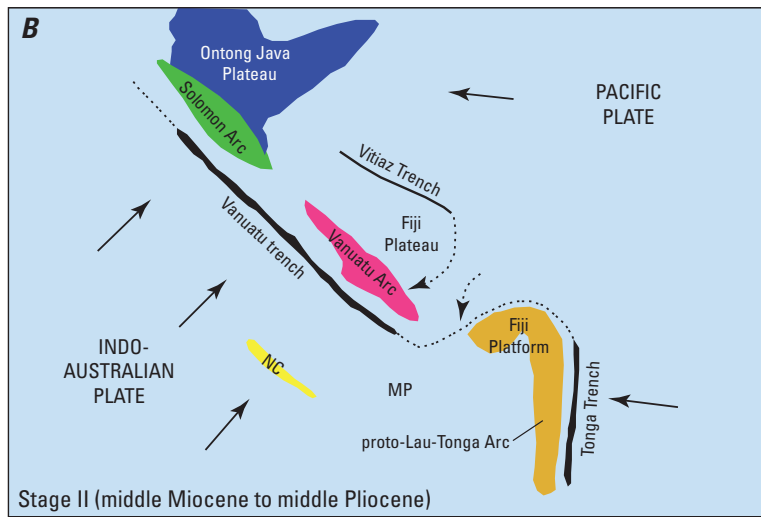 B
Ontong Java
Plateau
PACIFIC
PLATE
Solomon Arc
Vitiaz Trench
Vanuatu trench
Fiji
Plateau
Vanuatu Arc
INDO-
AUSTRALIAN
PLATE
NC
MP
Fiji
Platform
Tonga Trench
proto-Lau-Tonga Arc
Stage II (middle Miocene to middle Pliocene)